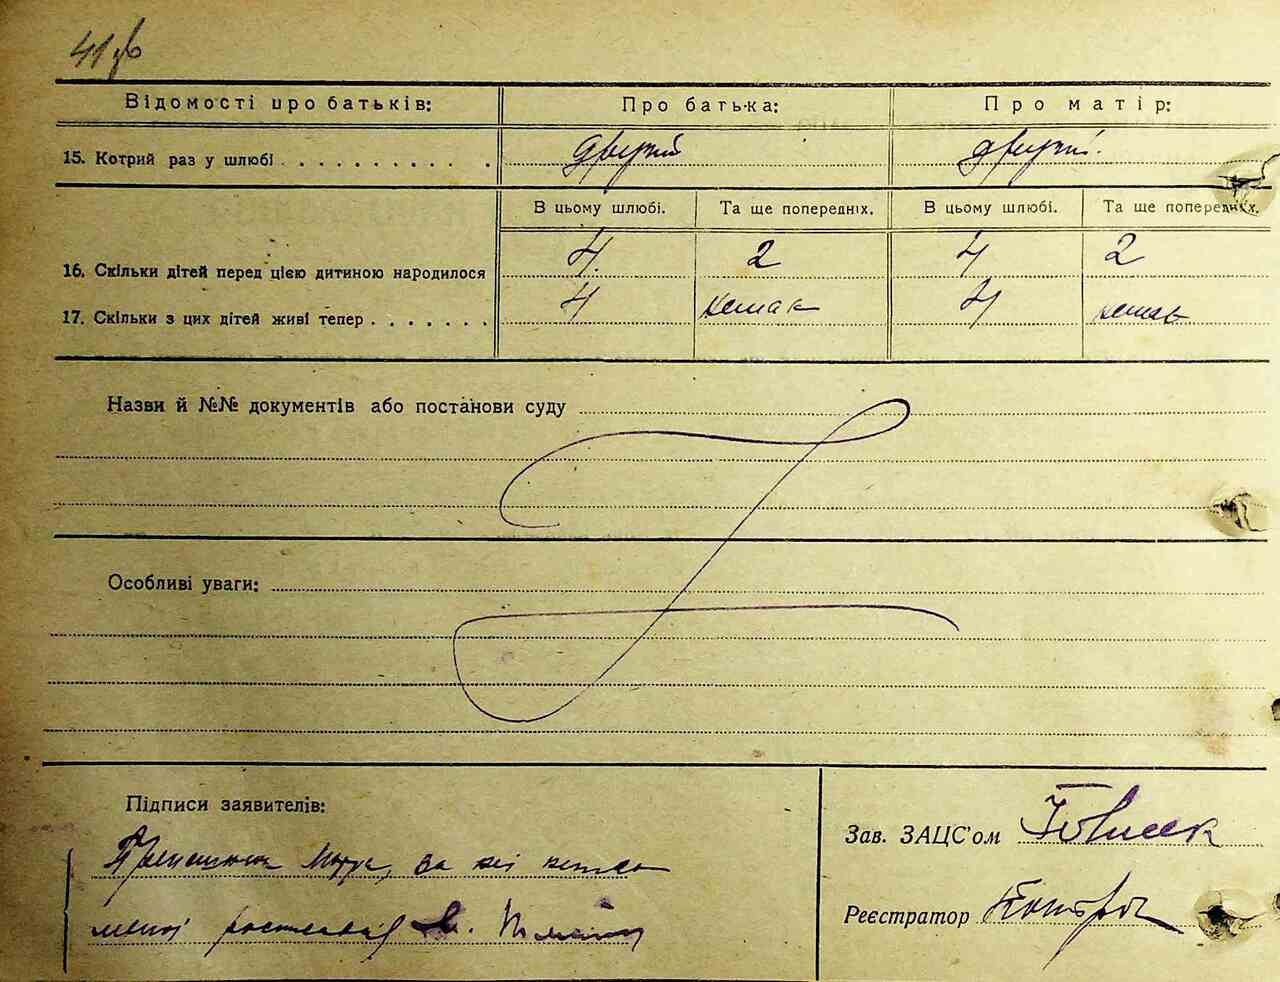 41 зв
Відомості про батьків: Про батька: Про матір:
15. Котрий раз у шлюбі . . . . . . . . . . . другий другий.
В цьому шлюбі. Та ще попередніх. В цьому шлюбі. Та ще попередніх.
16. Скільки дітей перед цією дитиною народилося 4 2 4 2
17. Скільки з цих дітей живі тепер . . . . . . . 4 немає 4 немає
Назви й №№ документів або постанови суду
Особливі уваги:
Підписи заявителів:
Зав. ЗАЦС'ом
за
Реєстратор